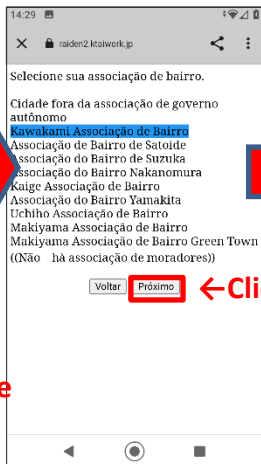 14:29
raiden2.ktaiwork.jp
Selecione sua associação de bairro.
Cidade fora da associação de governo
autônomo
Kawakami Associação de Bairro
Associação de Bairro de Satoide
Associação do Bairro de Suzuka
Associação do Bairro Nakanomura
Kaige Associação de Bairro
Associação do Bairro Yamakita
Uchiho Associação de Bairro
Makiyama Associação de Bairro
Makiyama Associação de Bairro Green Town
((Não há associação de moradores))
Voltar Próximo ←Cli
e